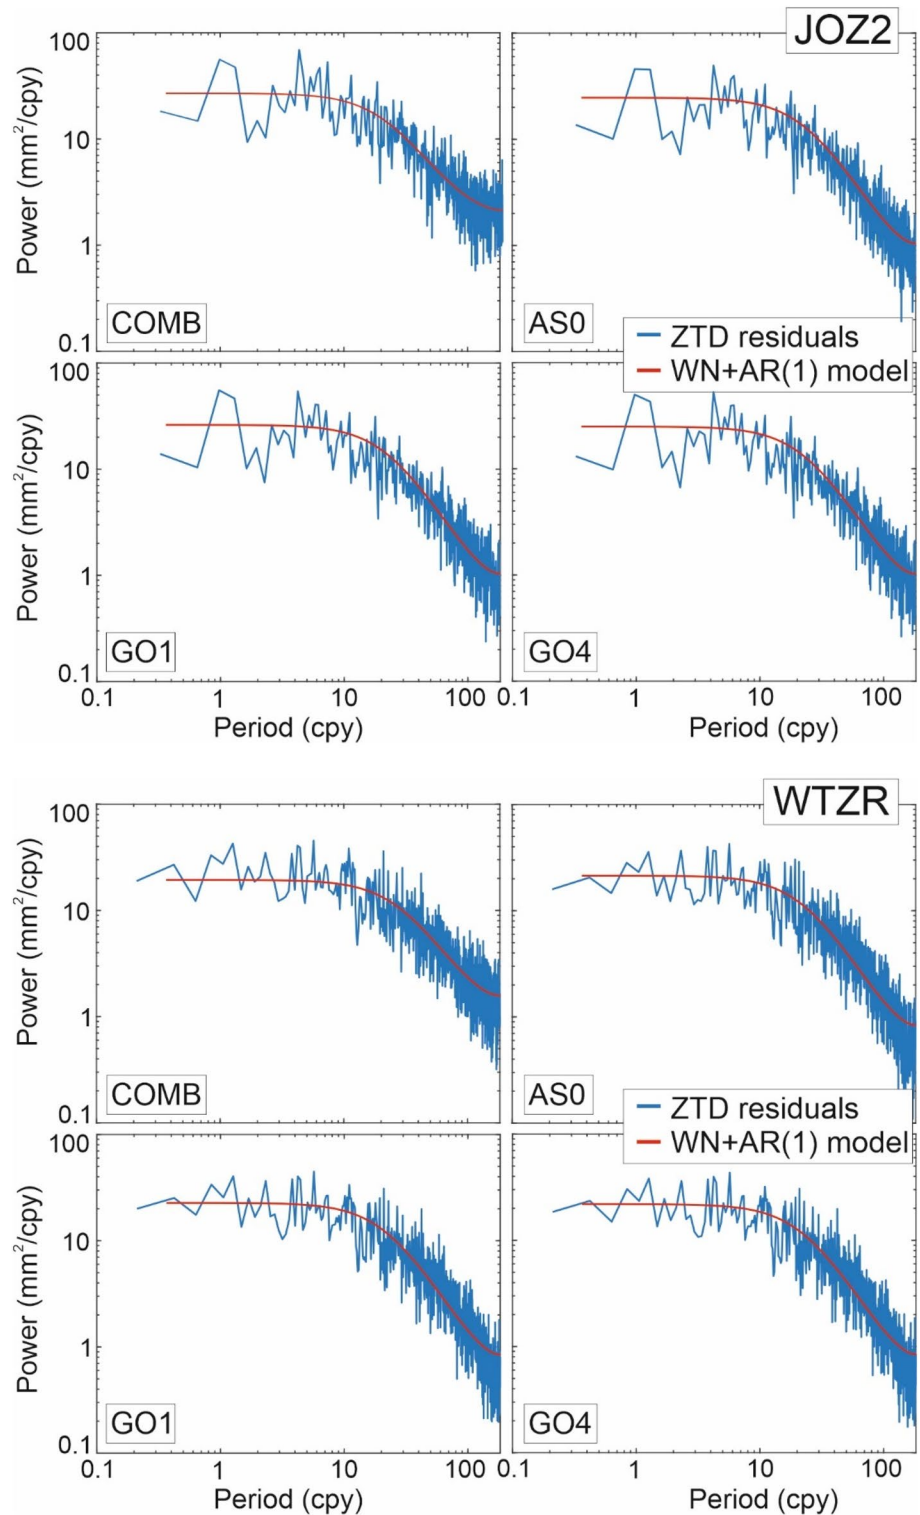 JOZ2
Power (mm²/cpy)
100
10
1
0.1
COMB
AS0
ZTD residuals
WN+AR(1) model
Power (mm²/cpy)
100
10
1
0.1
GO1
GO4
0.1 1 10 100 0.1 1 10 100
Period (cpy) Period (cpy)
WTZR
Power (mm²/cpy)
100
10
1
0.1
COMB
AS0
ZTD residuals
WN+AR(1) model
Power (mm²/cpy)
100
10
1
0.1
GO1
GO4
0.1 1 10 100 0.1 1 10 100
Period (cpy) Period (cpy)